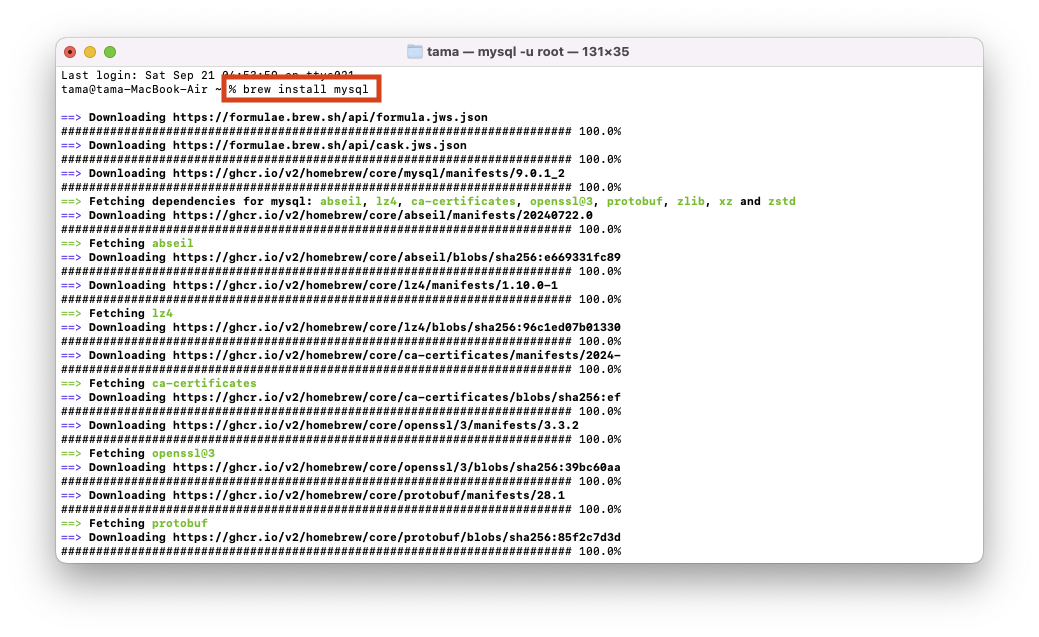 tama — mysql -u root — 131×35
Last login: Sat Sep 21 04:53:59 on ttys021
tama@tama-MacBook-Air ~ % brew install mysql
==> Downloading https://formulae.brew.sh/api/formula.jws.json
######################################################################### 100.0%
==> Downloading https://formulae.brew.sh/api/cask.jws.json
######################################################################### 100.0%
==> Downloading https://ghcr.io/v2/homebrew/core/mysql/manifests/9.0.1_2
######################################################################### 100.0%
==> Fetching dependencies for mysql: abseil, lz4, ca-certificates, openssl@3, protobuf, zlib, xz and zstd
==> Downloading https://ghcr.io/v2/homebrew/core/abseil/manifests/20240722.0
######################################################################### 100.0%
==> Fetching abseil
==> Downloading https://ghcr.io/v2/homebrew/core/abseil/blobs/sha256:e669331fc89
######################################################################### 100.0%
==> Downloading https://ghcr.io/v2/homebrew/core/lz4/manifests/1.10.0-1
######################################################################### 100.0%
==> Fetching lz4
==> Downloading https://ghcr.io/v2/homebrew/core/lz4/blobs/sha256:96c1ed07b01330
######################################################################### 100.0%
==> Downloading https://ghcr.io/v2/homebrew/core/ca-certificates/manifests/2024-
######################################################################### 100.0%
==> Fetching ca-certificates
==> Downloading https://ghcr.io/v2/homebrew/core/ca-certificates/blobs/sha256:ef
######################################################################### 100.0%
==> Downloading https://ghcr.io/v2/homebrew/core/openssl/3/manifests/3.3.2
######################################################################### 100.0%
==> Fetching openssl@3
==> Downloading https://ghcr.io/v2/homebrew/core/openssl/3/blobs/sha256:39bc60aa
######################################################################### 100.0%
==> Downloading https://ghcr.io/v2/homebrew/core/protobuf/manifests/28.1
######################################################################### 100.0%
==> Fetching protobuf
==> Downloading https://ghcr.io/v2/homebrew/core/protobuf/blobs/sha256:85f2c7d3d
######################################################################### 100.0%